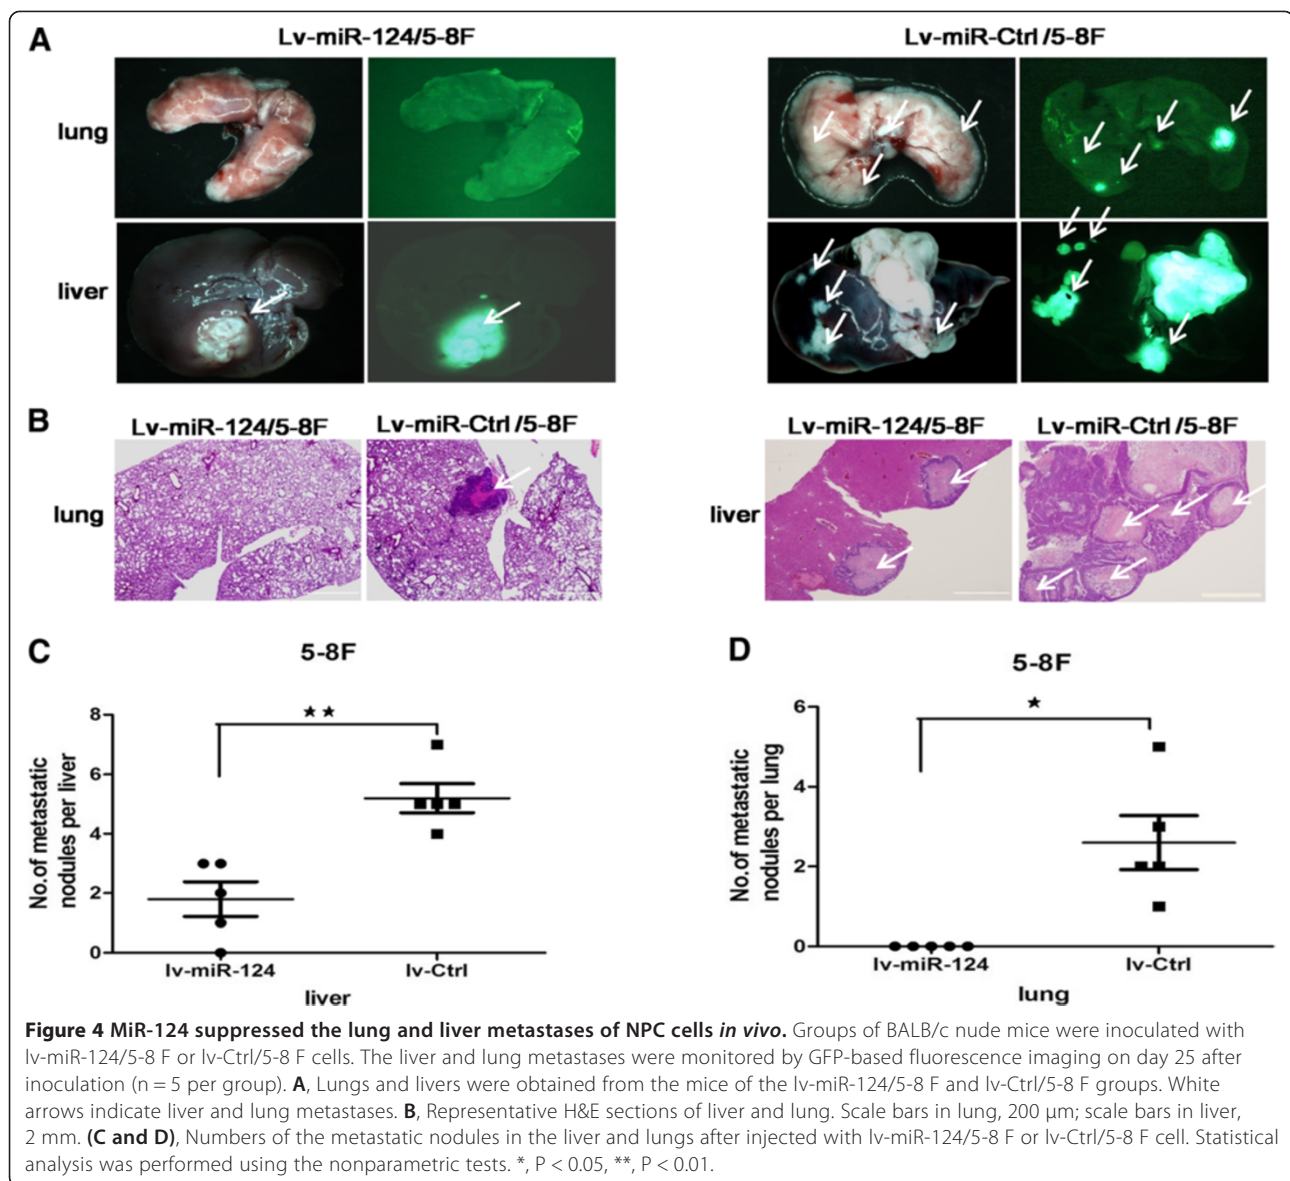 A
Lv-miR-124/5-8F
Lv-miR-Ctrl/5-8F
lung
liver
B
Lv-miR-124/5-8F
Lv-miR-Ctrl/5-8F
lung
Lv-miR-124/5-8F
Lv-miR-Ctrl/5-8F
liver
C
5-8F
★★
No.of metastatic
nodules per liver
8
6
4
2
0
lv-miR-124
lv-Ctrl
liver
D
5-8F
★
No.of metastatic
nodules per lung
6
4
2
0
lv-miR-124
lv-Ctrl
lung
Figure 4 MiR-124 suppressed the lung and liver metastases of NPC cells in vivo. Groups of BALB/c nude mice were inoculated with
lv-miR-124/5-8 F or lv-Ctrl/5-8 F cells. The liver and lung metastases were monitored by GFP-based fluorescence imaging on day 25 after
inoculation (n = 5 per group). A, Lungs and livers were obtained from the mice of the lv-miR-124/5-8 F and lv-Ctrl/5-8 F groups. White
arrows indicate liver and lung metastases. B, Representative H&E sections of liver and lung. Scale bars in lung, 200 μm; scale bars in liver,
2 mm. (C and D), Numbers of the metastatic nodules in the liver and lungs after injected with lv-miR-124/5-8 F or lv-Ctrl/5-8 F cell. Statistical
analysis was performed using the nonparametric tests. *, P < 0.05, **, P < 0.01.